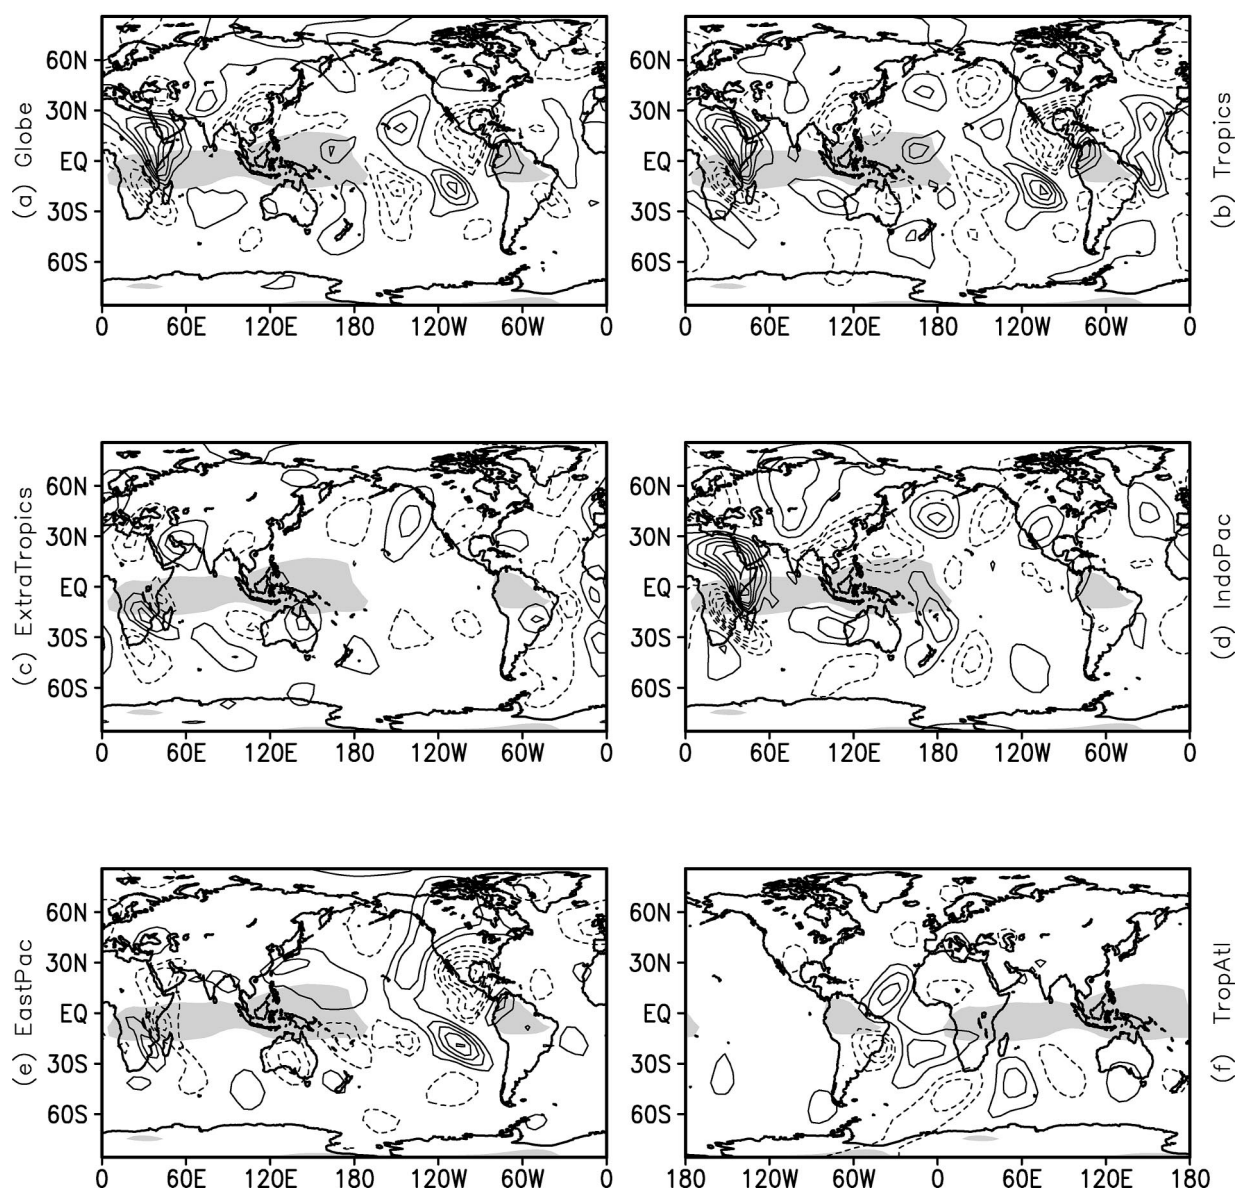 (a) Globe
60N
30N
EQ
30S
60S
0 60E 120E 180 120W 60W 0
(b) Tropics
60N
30N
EQ
30S
60S
0 60E 120E 180 120W 60W 0
(c) ExtraTropics
60N
30N
EQ
30S
60S
0 60E 120E 180 120W 60W 0
(d) IndoPac
60N
30N
EQ
30S
60S
0 60E 120E 180 120W 60W 0
(e) EastPac
60N
30N
EQ
30S
60S
0 60E 120E 180 120W 60W 0
(f) TropAtl
60N
30N
EQ
30S
60S
180 120W 60W 0 60E 120E 180